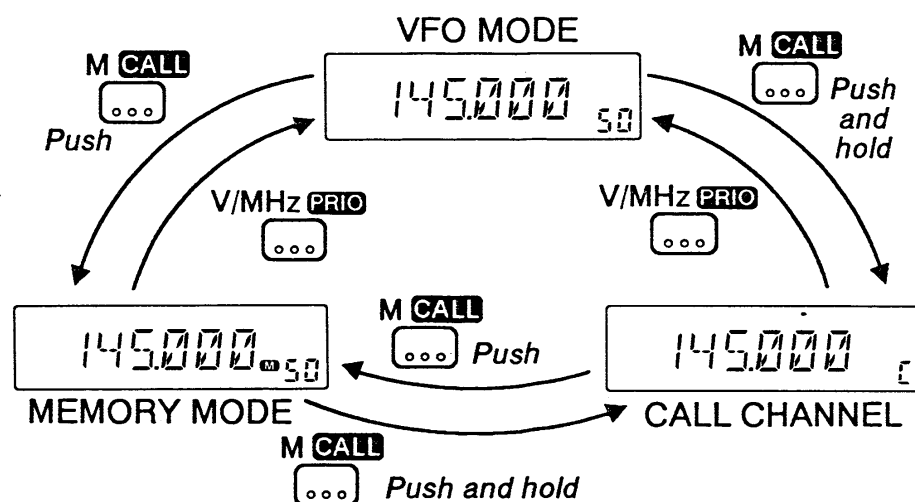 VFO MODE
M CALL
Push
145.000 50
M CALL
Push
and
hold
V/MHz PRIO
V/MHz PRIO
145.000 M 50
MEMORY MODE
M CALL
Push
145.000 C
CALL CHANNEL
M CALL
Push and hold